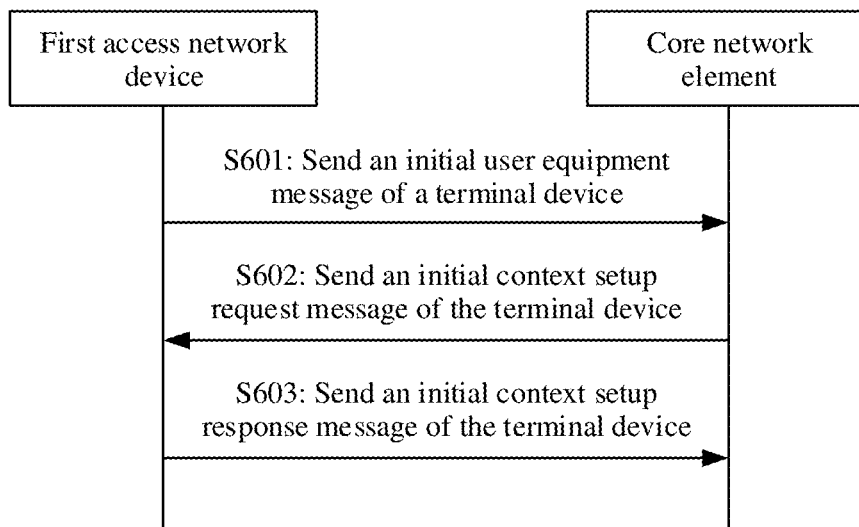 First access network
device
Core network
element
S601: Send an initial user equipment
message of a terminal device
S602: Send an initial context setup
request message of the terminal device
S603: Send an initial context setup
response message of the terminal device